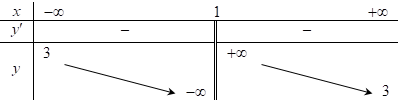 x −∞ 1 +∞
y′ − −
3 +∞
y
−∞ 3